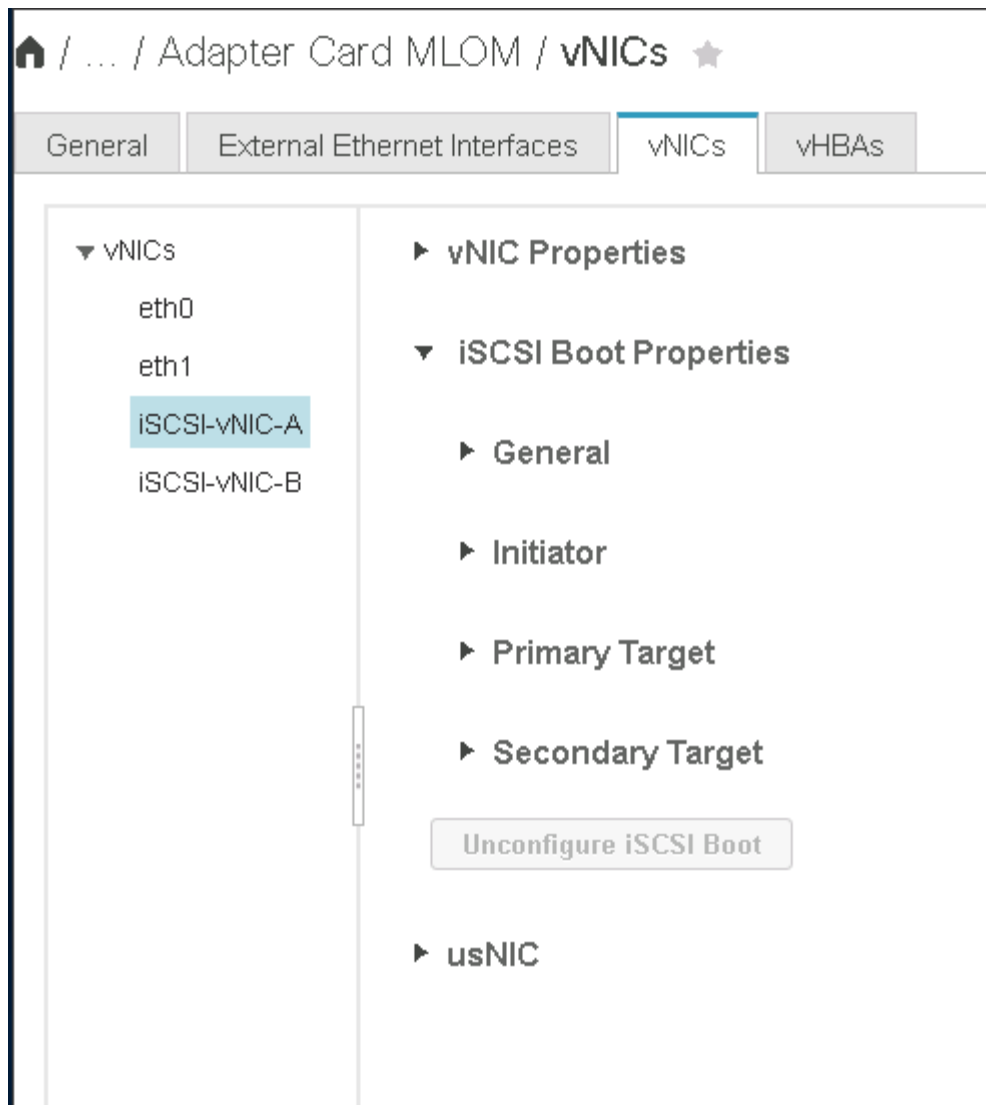 / ... / Adapter Card MLOM / vNICs
General External Ethernet Interfaces vNICs vHBAs
vNICs
eth0
eth1
iSCSI-vNIC-A
iSCSI-vNIC-B
vNIC Properties
iSCSI Boot Properties
General
Initiator
Primary Target
Secondary Target
Unconfigure iSCSI Boot
usNIC